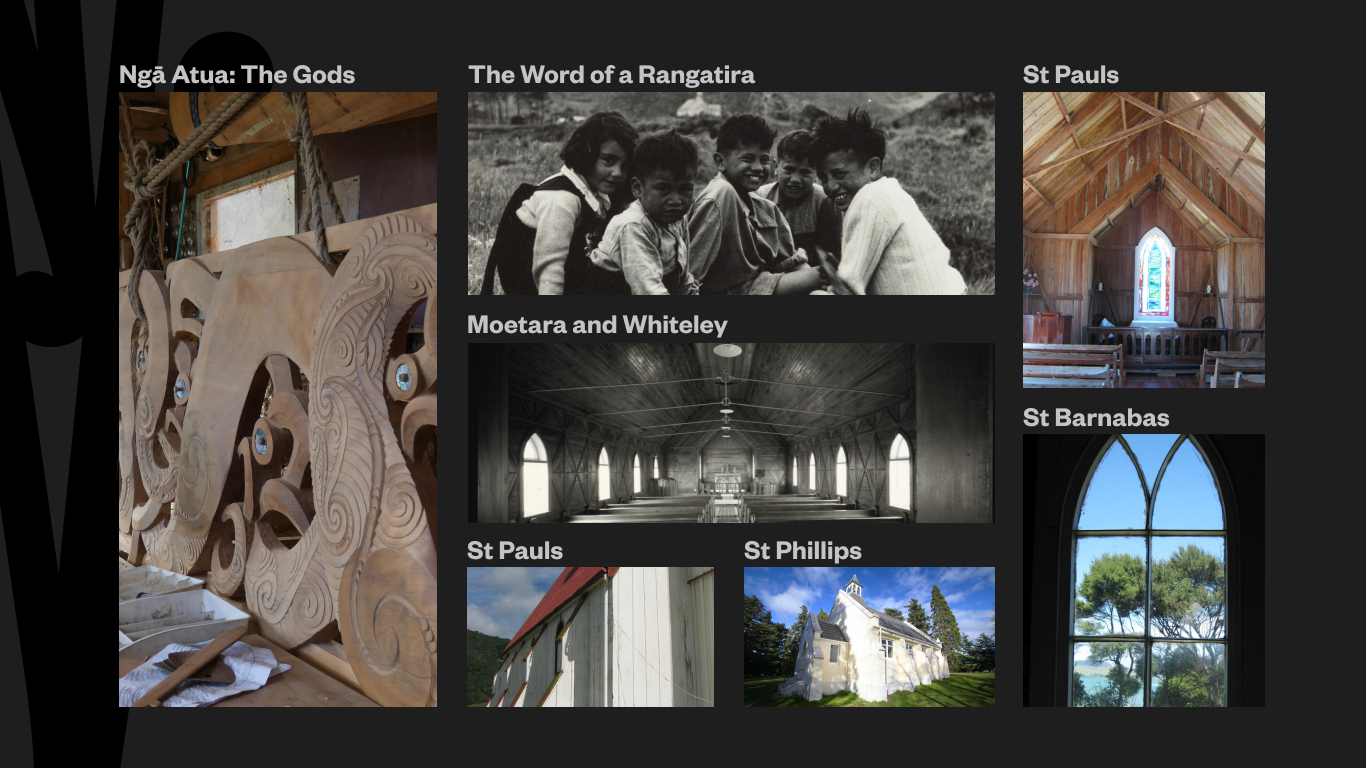 Ngā Atua: The Gods
The Word of a Rangatira
St Pauls
Moetara and Whiteley
St Barnabas
St Pauls
St Phillips